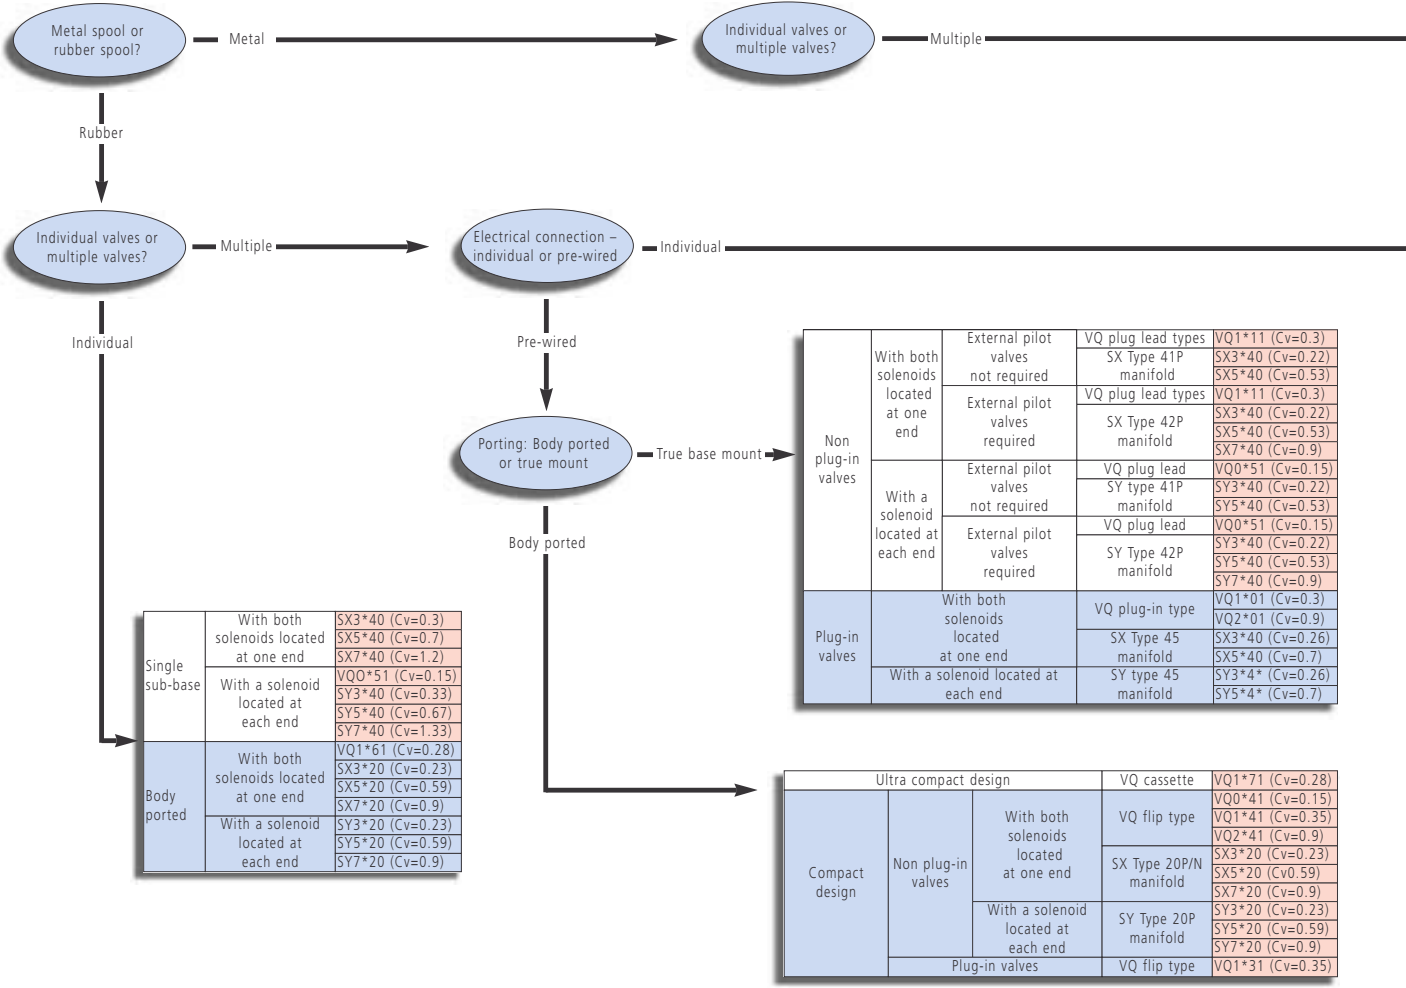 Metal spool or
rubber spool?
Metal
Individual valves or
multiple valves?
Multiple
Rubber
Individual valves or
multiple valves?
Multiple
Electrical connection –
individual or pre-wired
Individual
Individual
Pre-wired
Porting: Body ported
or true mount
True base mount
Body ported
Non
plug-in
valves
With both
solenoids
located
at one
end
External pilot
valves
not required
VQ plug lead types
VQ1*11 (Cv=0.3)
SX Type 41P
manifold
SX3*40 (Cv=0.22)
SX5*40 (Cv=0.53)
External pilot
valves
required
VQ plug lead types
VQ1*11 (Cv=0.3)
SX Type 42P
manifold
SX3*40 (Cv=0.22)
SX5*40 (Cv=0.53)
SX7*40 (Cv=0.9)
With a
solenoid
located at
each end
External pilot
valves
not required
VQ plug lead
VQ0*51 (Cv=0.15)
SY type 41P
manifold
SY3*40 (Cv=0.22)
SY5*40 (Cv=0.53)
External pilot
valves
required
VQ plug lead
VQ0*51 (Cv=0.15)
SY Type 42P
manifold
SY3*40 (Cv=0.22)
SY5*40 (Cv=0.53)
SY7*40 (Cv=0.9)
Plug-in
valves
With both
solenoids
located
at one end
VQ plug-in type
VQ1*01 (Cv=0.3)
VQ2*01 (Cv=0.9)
SX Type 45
manifold
SX3*40 (Cv=0.26)
SX5*40 (Cv=0.7)
With a solenoid located at
each end
SY type 45
manifold
SY3*4* (Cv=0.26)
SY5*4* (Cv=0.7)
Single
sub-base
With both
solenoids located
at one end
SX3*40 (Cv=0.3)
SX5*40 (Cv=0.7)
SX7*40 (Cv=1.2)
With a solenoid
located at
each end
VQO*51 (Cv=0.15)
SY3*40 (Cv=0.33)
SY5*40 (Cv=0.67)
SY7*40 (Cv=1.33)
Body
ported
With both
solenoids located
at one end
VQ1*61 (Cv=0.28)
SX3*20 (Cv=0.23)
SX5*20 (Cv=0.59)
SX7*20 (Cv=0.9)
With a solenoid
located at
each end
SY3*20 (Cv=0.23)
SY5*20 (Cv=0.59)
SY7*20 (Cv=0.9)
Ultra compact design
VQ cassette
VQ1*71 (Cv=0.28)
Compact
design
Non plug-in
valves
With both
solenoids
located
at one end
VQ flip type
VQ0*41 (Cv=0.15)
VQ1*41 (Cv=0.35)
VQ2*41 (Cv=0.9)
SX Type 20P/N
manifold
SX3*20 (Cv=0.23)
SX5*20 (Cv0.59)
SX7*20 (Cv=0.9)
With a solenoid
located at
each end
SY Type 20P
manifold
SY3*20 (Cv=0.23)
SY5*20 (Cv=0.59)
SY7*20 (Cv=0.9)
Plug-in valves
VQ flip type
VQ1*31 (Cv=0.35)